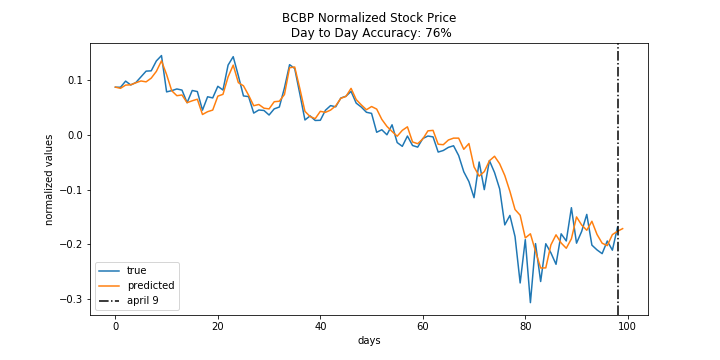 BCBP Normalized Stock Price
Day to Day Accuracy: 76%
normalized values
0.1
0.0
−0.1
−0.2
−0.3
true
predicted
april 9
0 20 40 60 80 100
days